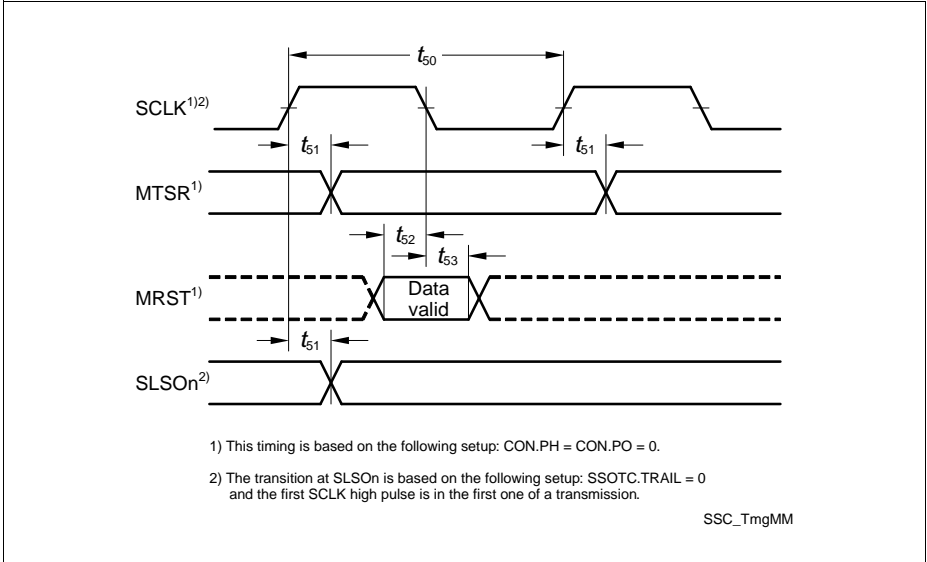 t50
SCLK1)2)
t51
t51
MTSR1)
t52
t53
MRST1)
Data
valid
t51
SLSOn2)
1) This timing is based on the following setup: CON.PH = CON.PO = 0.
2) The transition at SLSOn is based on the following setup: SSOTC.TRAIL = 0
and the first SCLK high pulse is in the first one of a transmission.
SSC_TmgMM